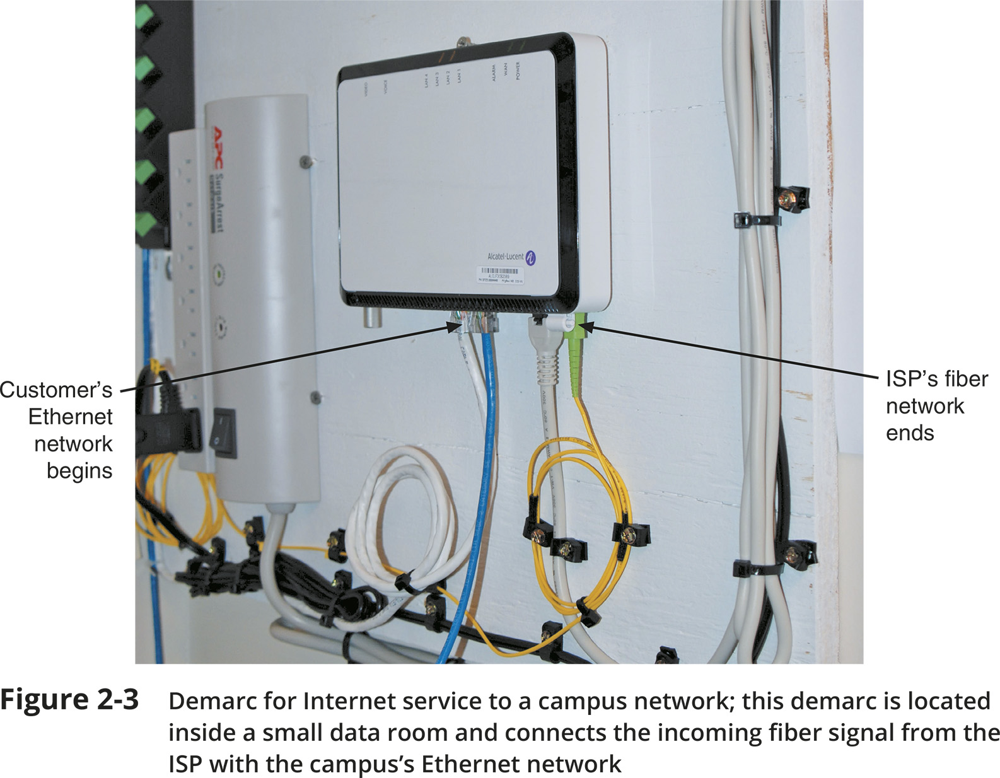 VIDEO
VOICE
LAN 4
LAN 3
LAN 2
LAN 1
ALARM
WAN
POWER
APC
SurgeArrest
Alcatel·Lucent
Customer’s
Ethernet
network
begins
ISP’s fiber
network
ends
Figure 2-3 Demarc for Internet service to a campus network; this demarc is located
inside a small data room and connects the incoming fiber signal from the
ISP with the campus’s Ethernet network